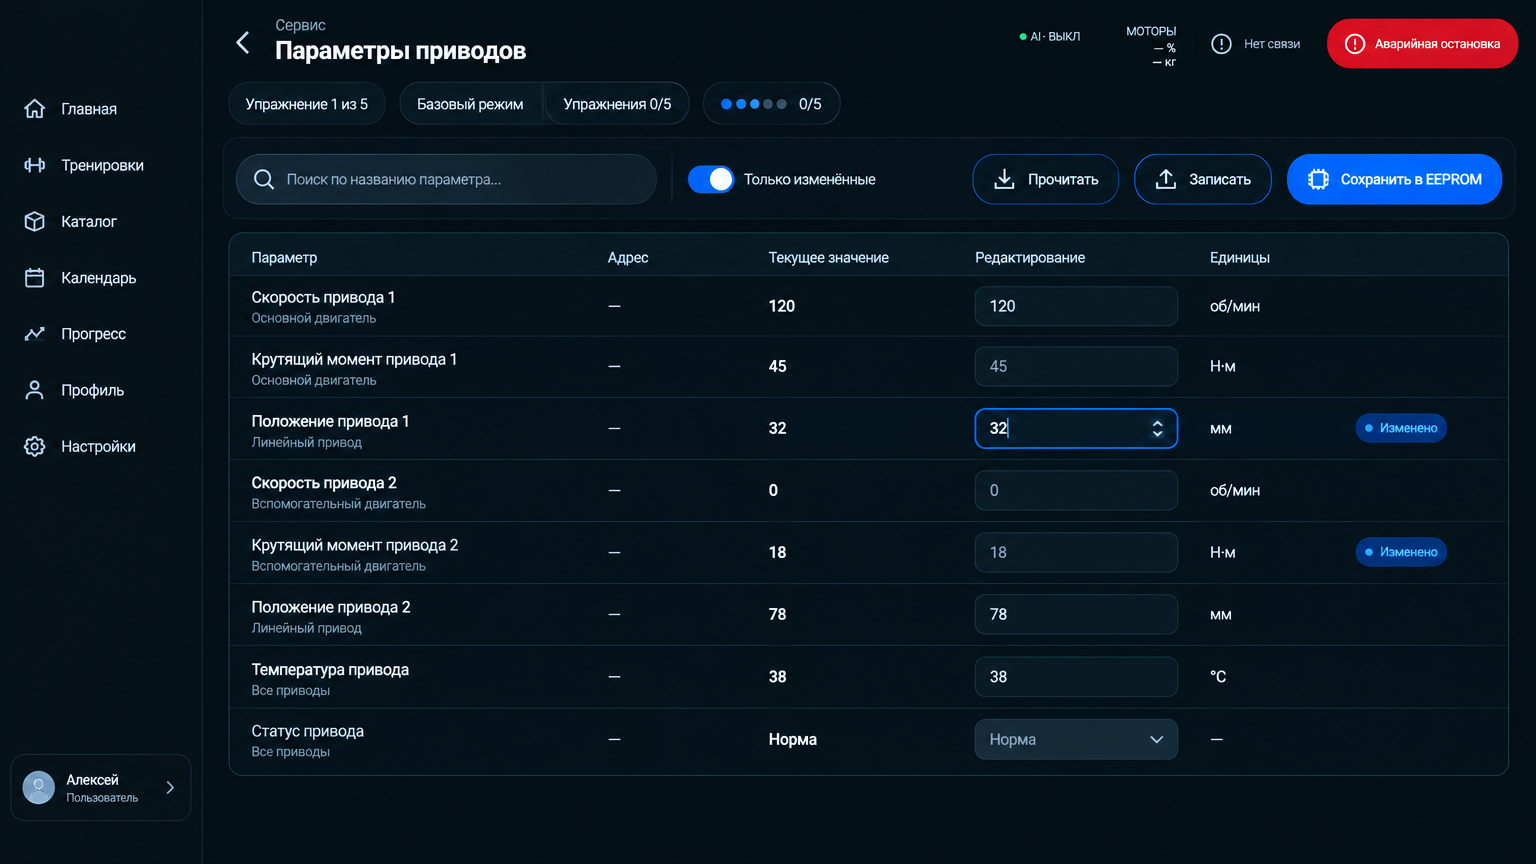 Сервис
Параметры приводов
AI · ВЫКЛ
МОТОРЫ
— %
— кг
Нет связи
Аварийная остановка
Главная
Тренировки
Каталог
Календарь
Прогресс
Профиль
Настройки
Алексей
Пользователь
Упражнение 1 из 5
Базовый режим
Упражнения 0/5
0/5
Поиск по названию параметра...
Только изменённые
Прочитать
Записать
Сохранить в EEPROM
Параметр Адрес Текущее значение Редактирование Единицы
Скорость привода 1
Основной двигатель
— 120 120 об/мин
Крутящий момент привода 1
Основной двигатель
— 45 45 Н·м
Положение привода 1
Линейный привод
— 32 32 мм Изменено
Скорость привода 2
Вспомогательный двигатель
— 0 0 об/мин
Крутящий момент привода 2
Вспомогательный двигатель
— 18 18 Н·м Изменено
Положение привода 2
Линейный привод
— 78 78 мм
Температура привода
Все приводы
— 38 38 °C
Статус привода
Все приводы
— Норма Норма —